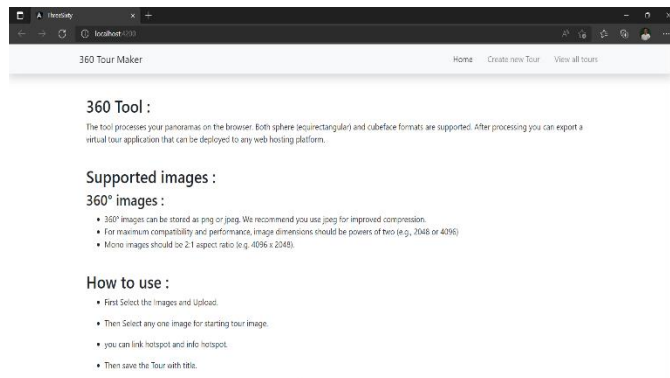 ThreeSixty
localhost:4200
360 Tour Maker
Home Create new Tour View all tours
360 Tool :
The tool processes your panoramas on the browser. Both sphere (equirectangular) and cubeface formats are supported. After processing you can export a
virtual tour application that can be deployed to any web hosting platform.
Supported images :
360° images :
360° images can be stored as png or jpeg. We recommend you use jpeg for improved compression.
For maximum compatibility and performance, image dimensions should be powers of two (e.g., 2048 or 4096)
Mono images should be 2:1 aspect ratio (e.g. 4096 x 2048).
How to use :
First Select the Images and Upload.
Then Select any one image for starting tour image.
you can link hotspot and info hotspot.
Then save the Tour with title.